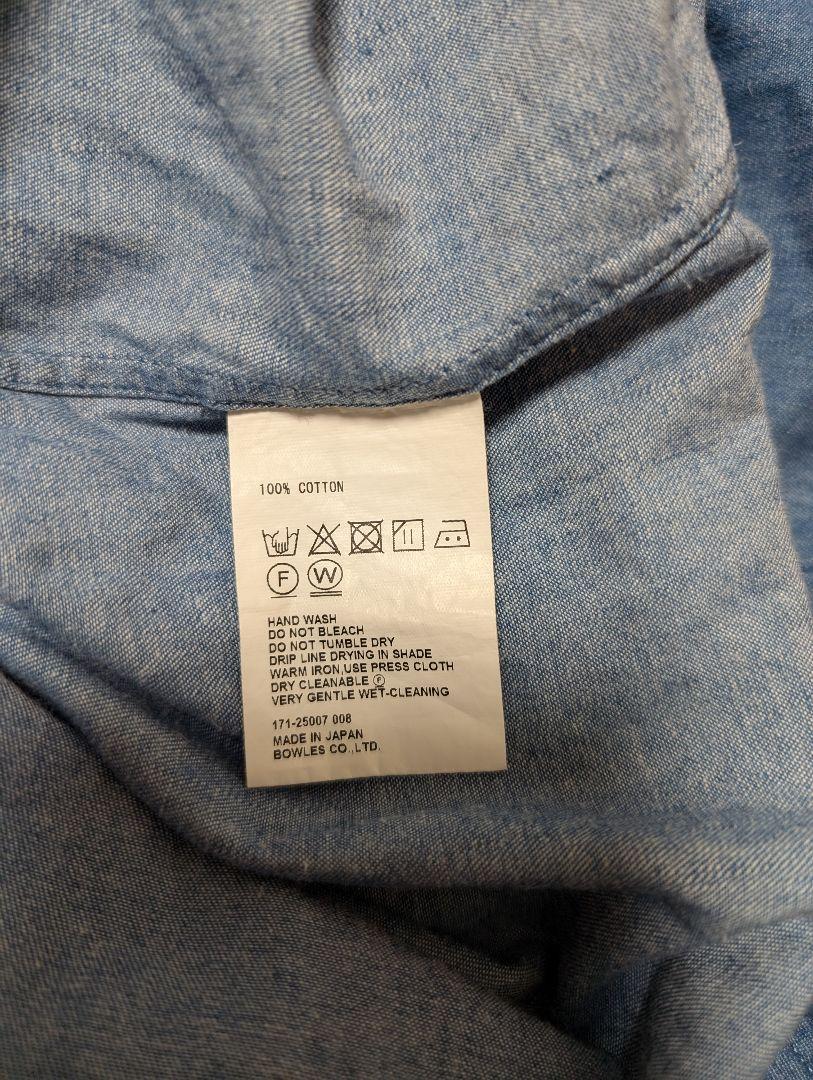 100% COTTON
F W
HAND WASH
DO NOT BLEACH
DO NOT TUMBLE DRY
DRIP LINE DRYING IN SHADE
WARM IRON,USE PRESS CLOTH
DRY CLEANABLE Ⓕ
VERY GENTLE WET-CLEANING
171-25007 008
MADE IN JAPAN
BOWLES CO.,LTD.